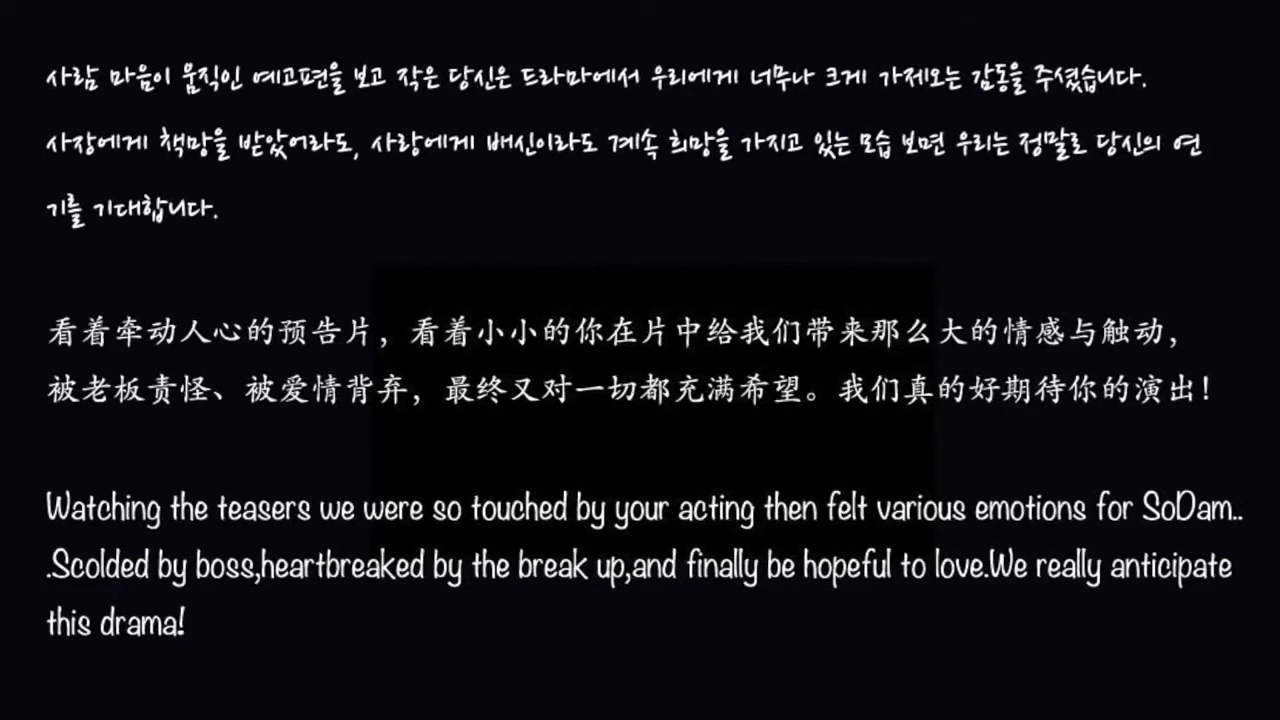 사람 마음이 움직인 예고편을 보고 작은 당신은 드라마에서 우리에게 너무나 크게 가제오는 감동을 주셨습니다.
사장에게 책망을 받았어라도, 사랑에게 배신이라도 계속 희망을 가지고 있는 모습 보면 우리는 정말로 당신의 연
기를 기대합니다.
看着牵动人心的预告片，看着小小的你在片中给我们带来那么大的情感与触动，
被老板责怪、被爱情背弃，最终又对一切都充满希望。我们真的好期待你的演出！
Watching the teasers we were so touched by your acting then felt various emotions for SoDam..
.Scolded by boss,heartbreaked by the break up,and finally be hopeful to love.We really anticipate
this drama!